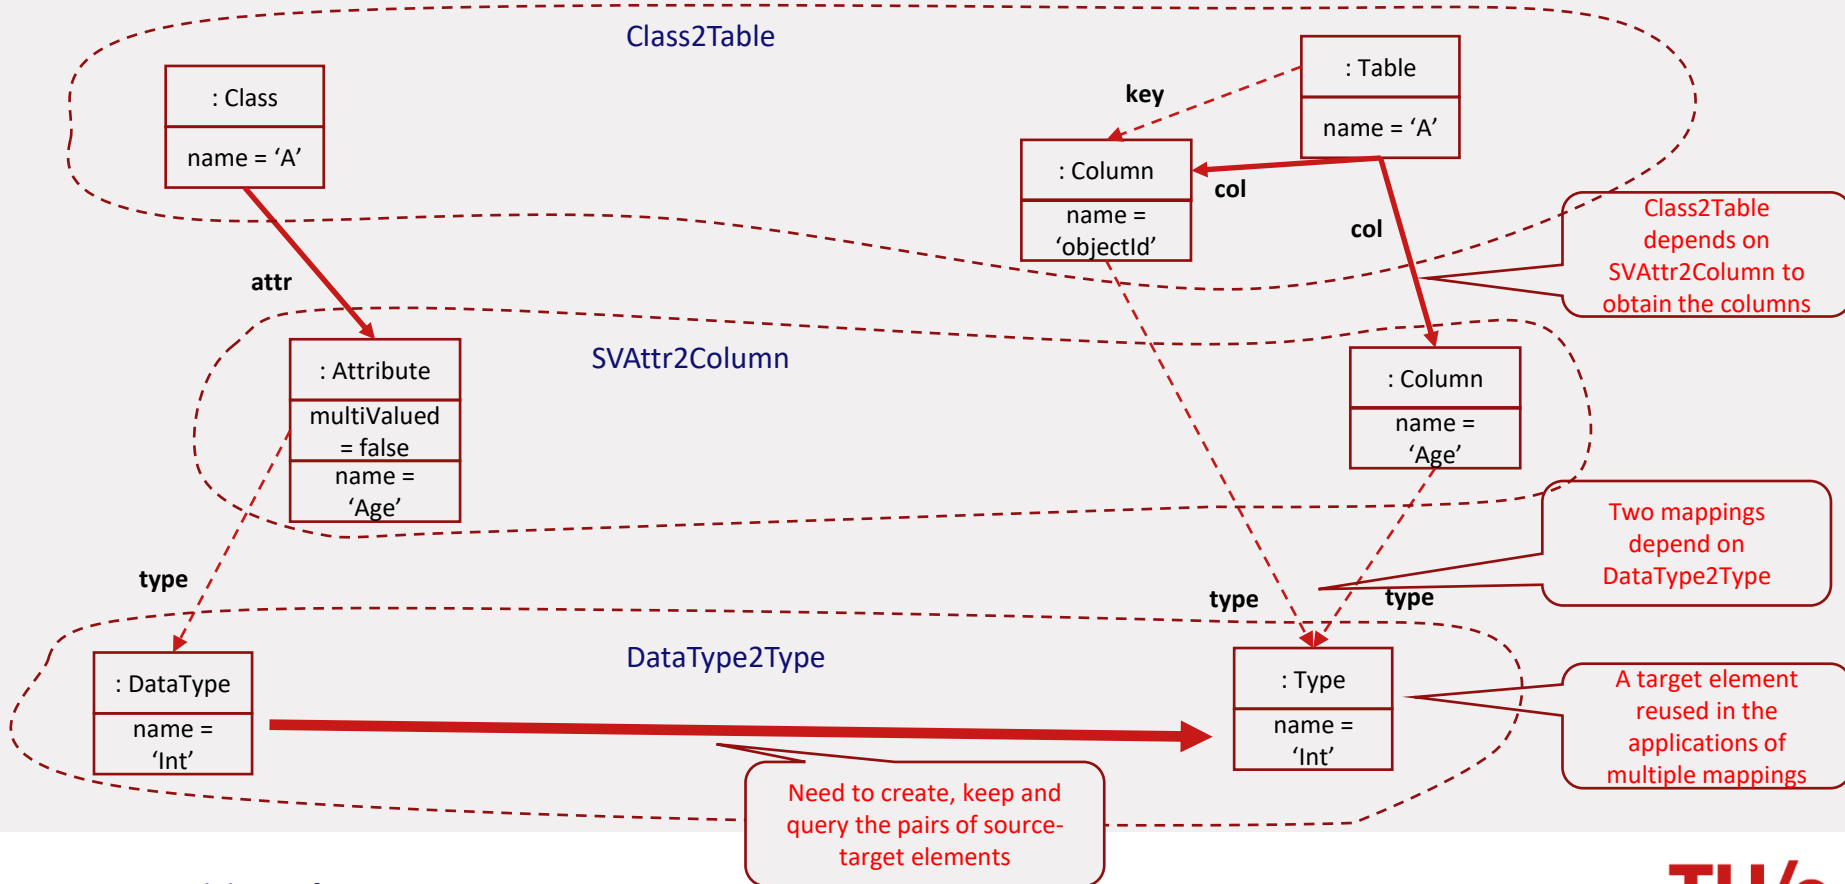 Class2Table
: Class
name = ‘A’
: Table
name = ‘A’
key
: Column
name =
‘objectId’
col
col
Class2Table
depends on
SVAttr2Column to
obtain the columns
attr
SVAttr2Column
: Attribute
multiValued
= false
name =
‘Age’
: Column
name =
‘Age’
Two mappings
depend on
DataType2Type
type
type
type
DataType2Type
: DataType
name =
‘Int’
: Type
name =
‘Int’
A target element
reused in the
applications of
multiple mappings
Need to create, keep and
query the pairs of source-
target elements